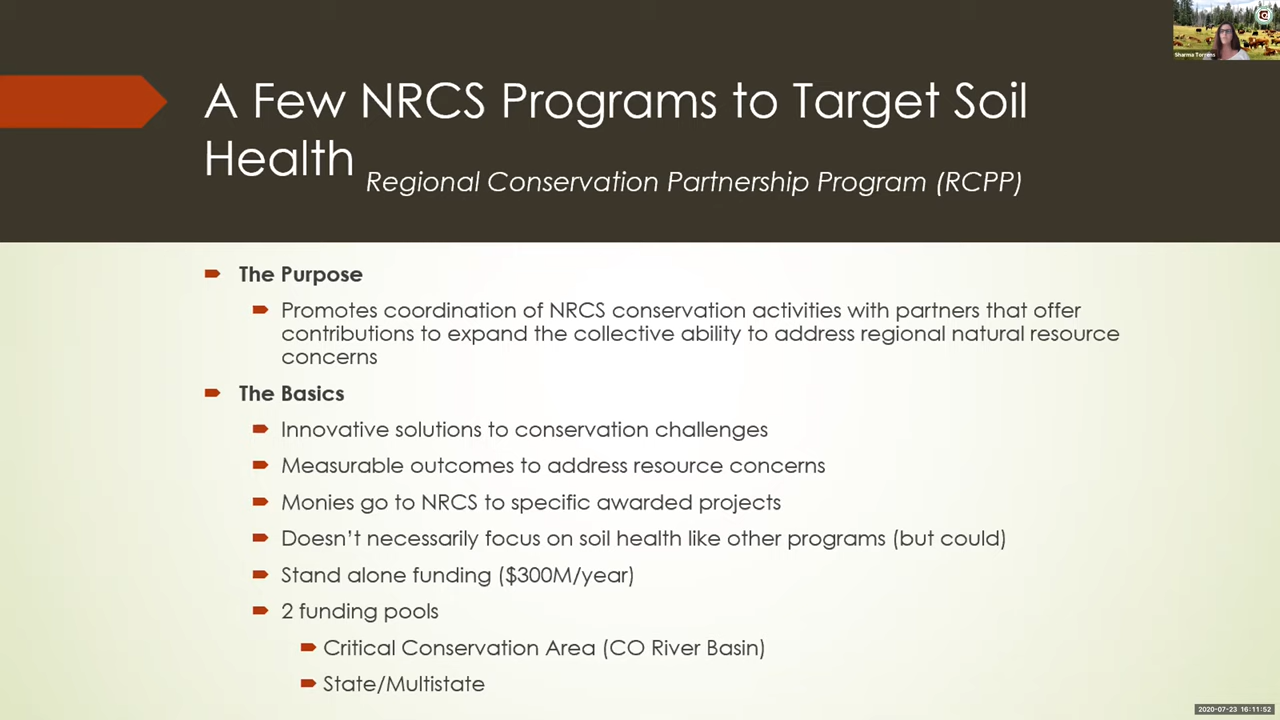 A Few NRCS Programs to Target Soil
Health Regional Conservation Partnership Program (RCPP)
The Purpose
Promotes coordination of NRCS conservation activities with partners that offer
contributions to expand the collective ability to address regional natural resource
concerns
The Basics
Innovative solutions to conservation challenges
Measurable outcomes to address resource concerns
Monies go to NRCS to specific awarded projects
Doesn’t necessarily focus on soil health like other programs (but could)
Stand alone funding ($300M/year)
2 funding pools
Critical Conservation Area (CO River Basin)
State/Multistate
Sharma Torrens
2020-07-23 16:11:52